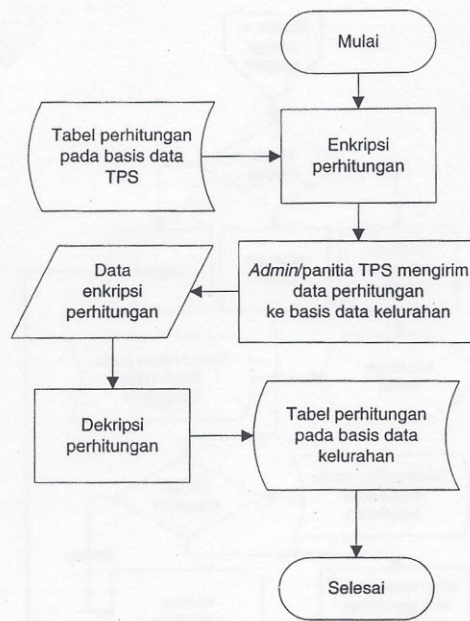 Mulai
Tabel perhitungan
pada basis data
TPS
Enkripsi
perhitungan
Data
enkripsi
perhitungan
Admin/panitia TPS mengirim
data perhitungan
ke basis data kelurahan
Dekripsi
perhitungan
Tabel perhitungan
pada basis data
kelurahan
Selesai